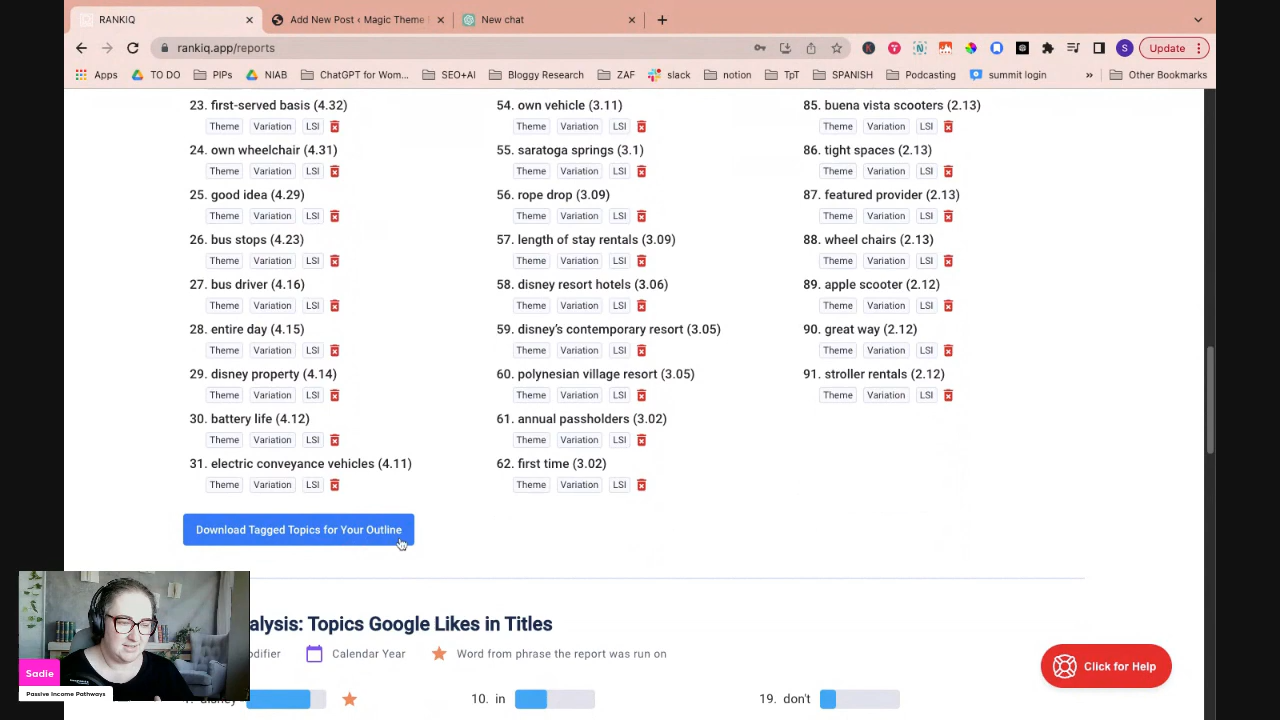 RANKIQ
Add New Post ‹ Magic Theme
New chat
rankiq.app/reports
Update
Apps
TO DO
PIPs
NIAB
ChatGPT for Wom...
SEO+AI
Bloggy Research
ZAF
slack
notion
TpT
SPANISH
Podcasting
summit login
»
Other Bookmarks
23. first-served basis (4.32)
Theme Variation LSI
24. own wheelchair (4.31)
Theme Variation LSI
25. good idea (4.29)
Theme Variation LSI
26. bus stops (4.23)
Theme Variation LSI
27. bus driver (4.16)
Theme Variation LSI
28. entire day (4.15)
Theme Variation LSI
29. disney property (4.14)
Theme Variation LSI
30. battery life (4.12)
Theme Variation LSI
31. electric conveyance vehicles (4.11)
Theme Variation LSI
54. own vehicle (3.11)
Theme Variation LSI
55. saratoga springs (3.1)
Theme Variation LSI
56. rope drop (3.09)
Theme Variation LSI
57. length of stay rentals (3.09)
Theme Variation LSI
58. disney resort hotels (3.06)
Theme Variation LSI
59. disney's contemporary resort (3.05)
Theme Variation LSI
60. polynesian village resort (3.05)
Theme Variation LSI
61. annual passholders (3.02)
Theme Variation LSI
62. first time (3.02)
Theme Variation LSI
85. buena vista scooters (2.13)
Theme Variation LSI
86. tight spaces (2.13)
Theme Variation LSI
87. featured provider (2.13)
Theme Variation LSI
88. wheel chairs (2.13)
Theme Variation LSI
89. apple scooter (2.12)
Theme Variation LSI
90. great way (2.12)
Theme Variation LSI
91. stroller rentals (2.12)
Theme Variation LSI
Download Tagged Topics for Your Outline
Topics Google Likes in Titles
Calendar Year
Word from phrase the report was run on
disney
10. in
19. don't
Click for Help
Sadie
Passive Income Pathways